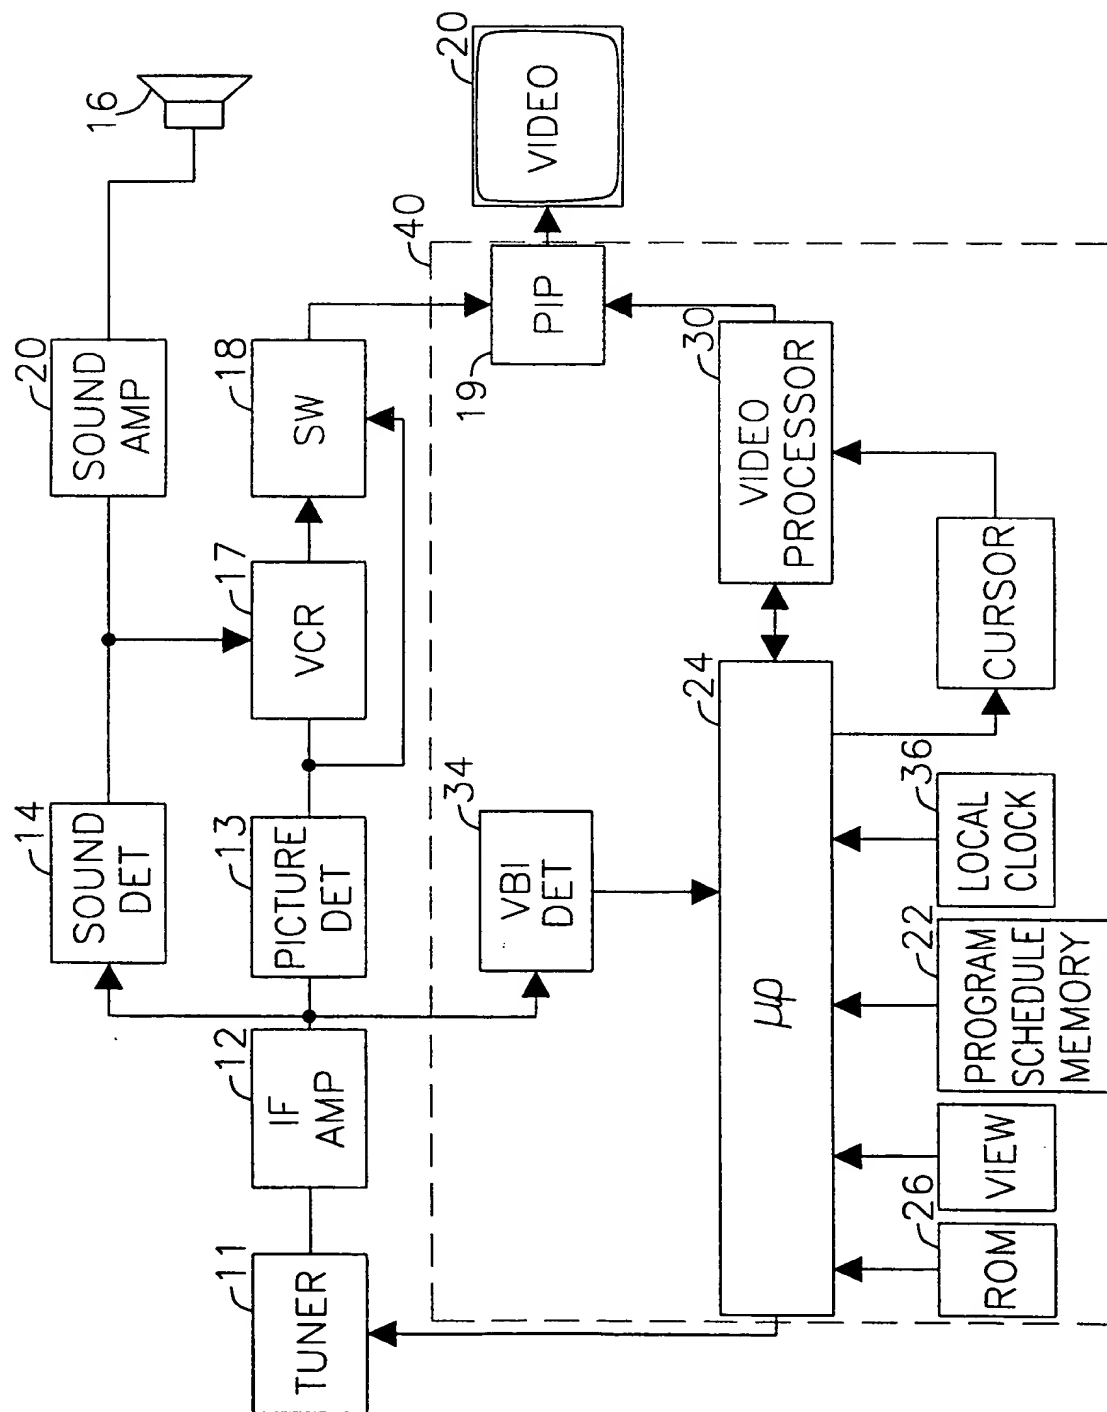 11
TUNER
12
IF
AMP
14
SOUND
DET
13
PICTURE
DET
17
VCR
20
SOUND
AMP
18
SW
16
40
34
VBI
DET
19
PIP
20
VIDEO
24
μp
30
VIDEO
PROCESSOR
26
ROM
VIEW
22
PROGRAM
SCHEDULE
MEMORY
36
LOCAL
CLOCK
CURSOR